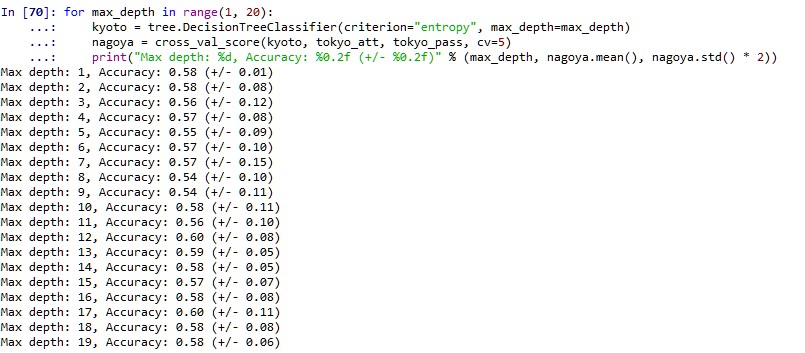 In [70]: for max_depth in range(1, 20):
...: kyoto = tree.DecisionTreeClassifier(criterion="entropy", max_depth=max_depth)
...: nagoya = cross_val_score(kyoto, tokyo_att, tokyo_pass, cv=5)
...: print("Max depth: %d, Accuracy: %0.2f (+/- %0.2f)" % (max_depth, nagoya.mean(), nagoya.std() * 2))
Max depth: 1, Accuracy: 0.58 (+/- 0.01)
Max depth: 2, Accuracy: 0.58 (+/- 0.08)
Max depth: 3, Accuracy: 0.56 (+/- 0.12)
Max depth: 4, Accuracy: 0.57 (+/- 0.08)
Max depth: 5, Accuracy: 0.55 (+/- 0.09)
Max depth: 6, Accuracy: 0.57 (+/- 0.10)
Max depth: 7, Accuracy: 0.57 (+/- 0.15)
Max depth: 8, Accuracy: 0.54 (+/- 0.10)
Max depth: 9, Accuracy: 0.54 (+/- 0.11)
Max depth: 10, Accuracy: 0.58 (+/- 0.11)
Max depth: 11, Accuracy: 0.56 (+/- 0.10)
Max depth: 12, Accuracy: 0.60 (+/- 0.08)
Max depth: 13, Accuracy: 0.59 (+/- 0.05)
Max depth: 14, Accuracy: 0.58 (+/- 0.05)
Max depth: 15, Accuracy: 0.57 (+/- 0.07)
Max depth: 16, Accuracy: 0.58 (+/- 0.08)
Max depth: 17, Accuracy: 0.60 (+/- 0.11)
Max depth: 18, Accuracy: 0.58 (+/- 0.08)
Max depth: 19, Accuracy: 0.58 (+/- 0.06)